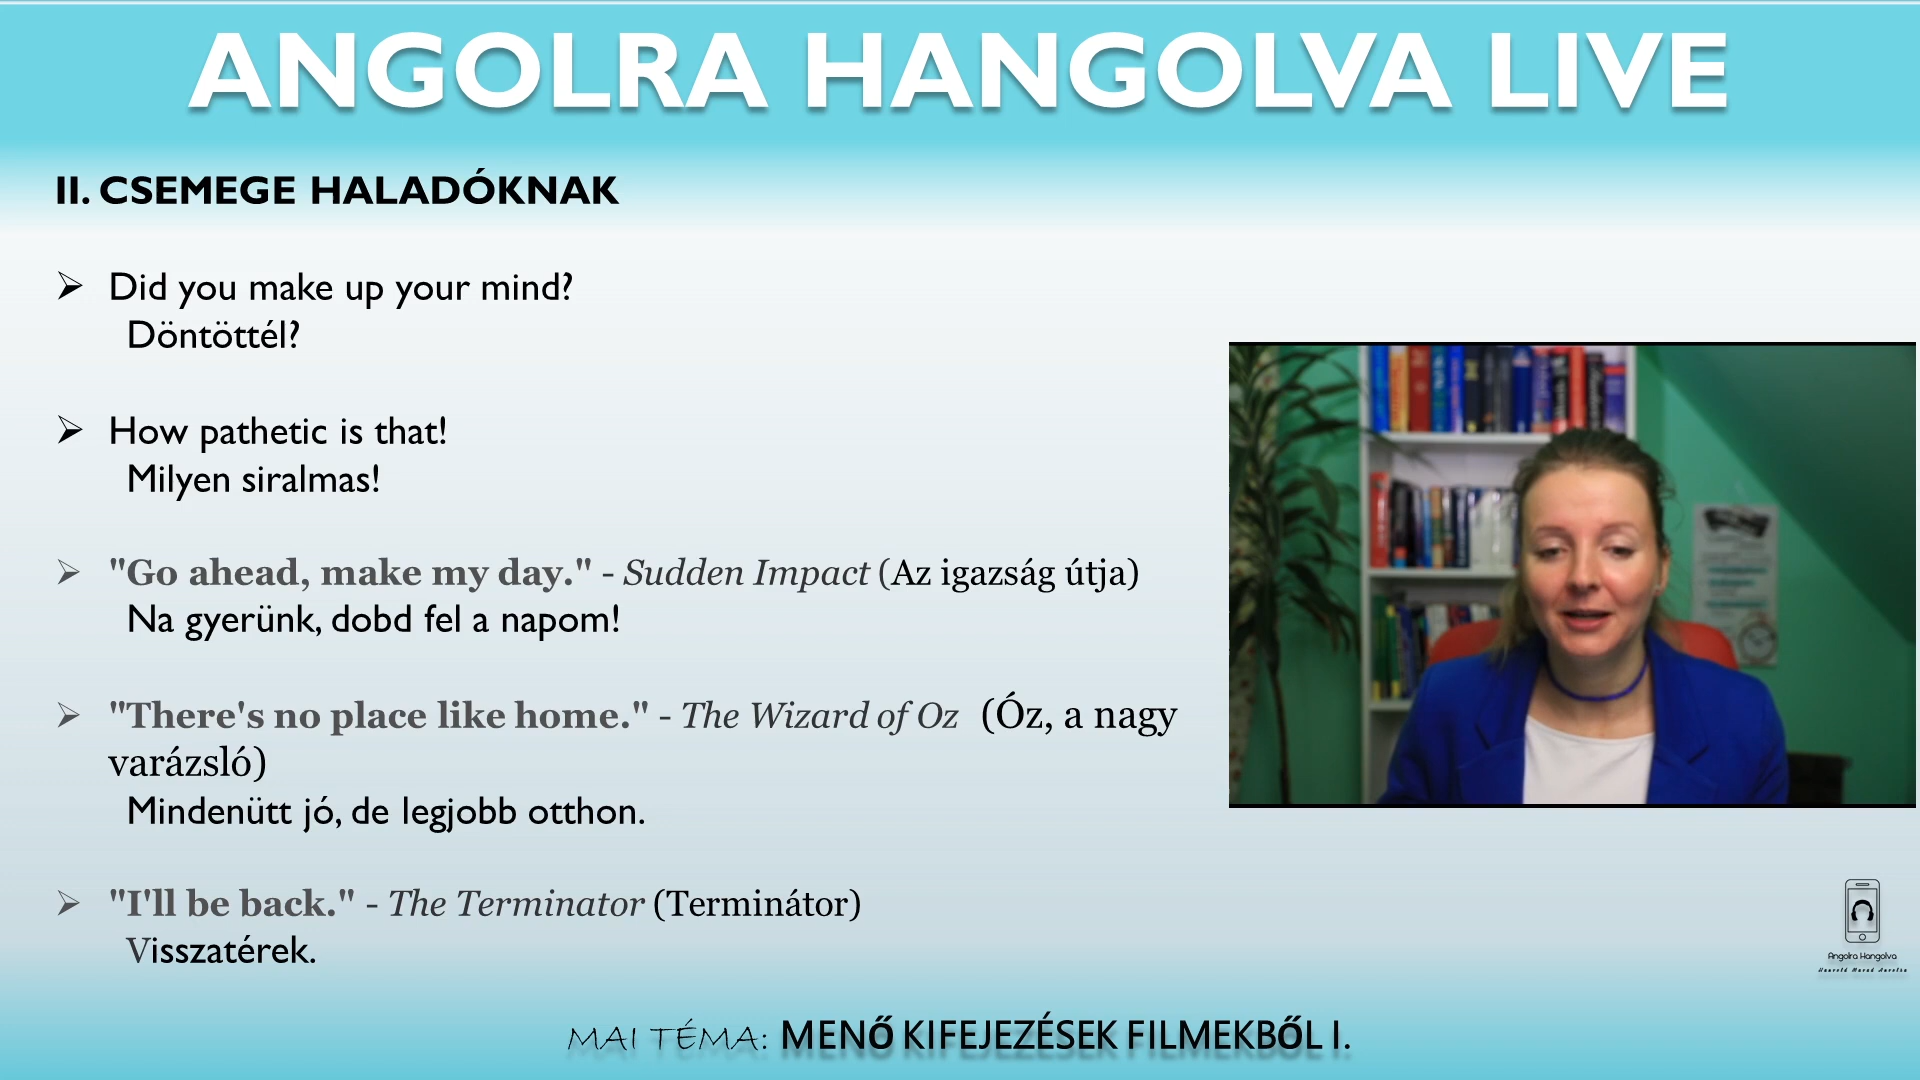 ANGOLRA HANGOLVA LIVE
II. CSEMEGE HALADÓKNAK
➢ Did you make up your mind?
Döntöttél?
➢ How pathetic is that!
Milyen siralmas!
➢ "Go ahead, make my day." - Sudden Impact (Az igazság útja)
Na gyerünk, dobd fel a napom!
➢ "There's no place like home." - The Wizard of Oz (Óz, a nagy
varázsló)
Mindenütt jó, de legjobb otthon.
➢ "I'll be back." - The Terminator (Terminátor)
Visszatérek.
Angolra Hangolva
MAI TÉMA: MENŐ KIFEJEZÉSEK FILMEKBŐL I.